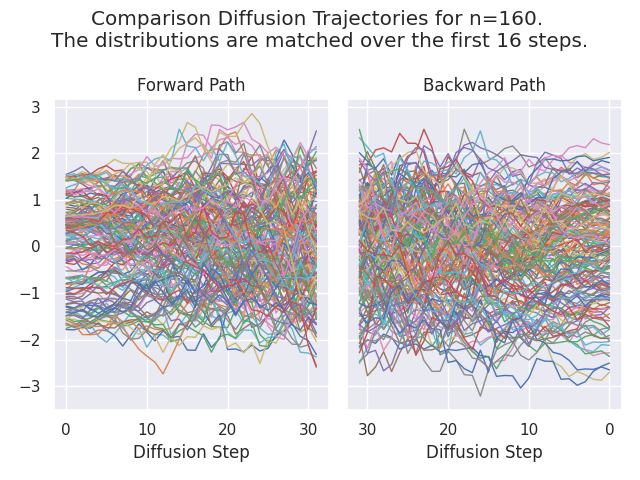 Comparison Diffusion Trajectories for n=160.
The distributions are matched over the first 16 steps.
Forward Path
Backward Path
3
2
1
0
−1
−2
−3
0 10 20 30
30 20 10 0
Diffusion Step
Diffusion Step